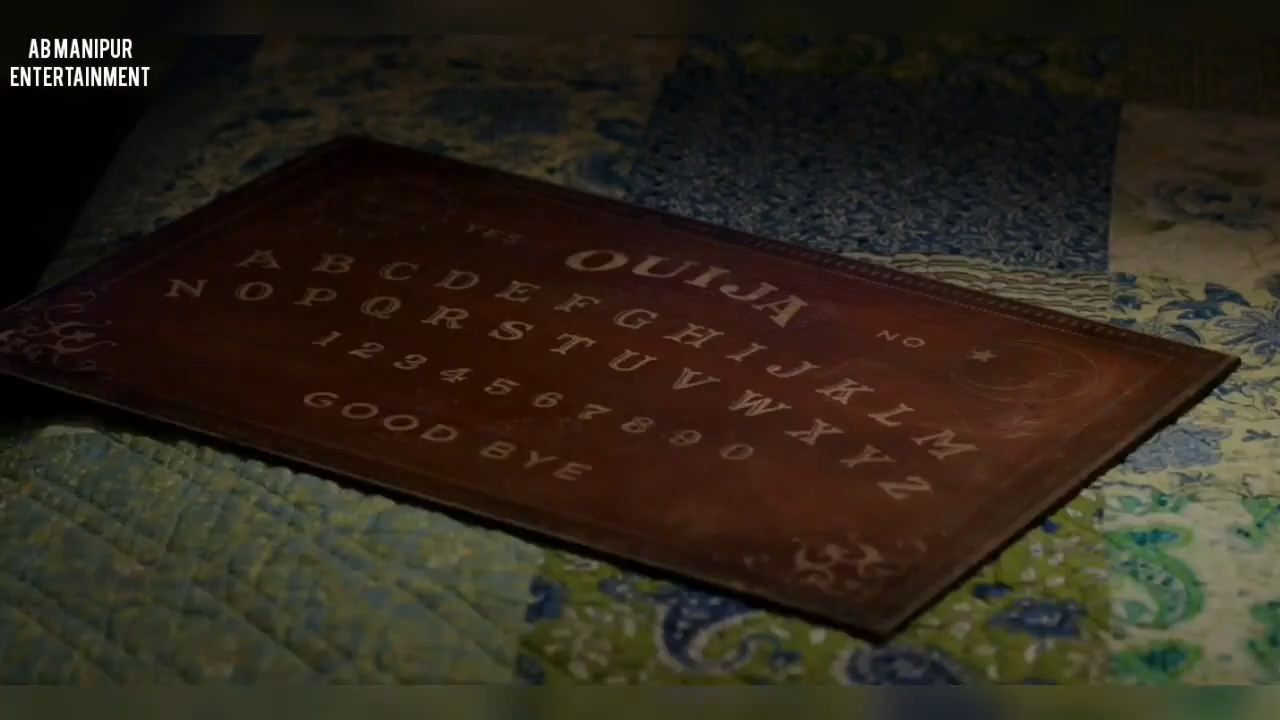 AB MANIPUR
ENTERTAINMENT
YES OUIJA NO
A B C D E F G H I J K L M
N O P Q R S T U V W X Y Z
1 2 3 4 5 6 7 8 9 0
GOOD BYE